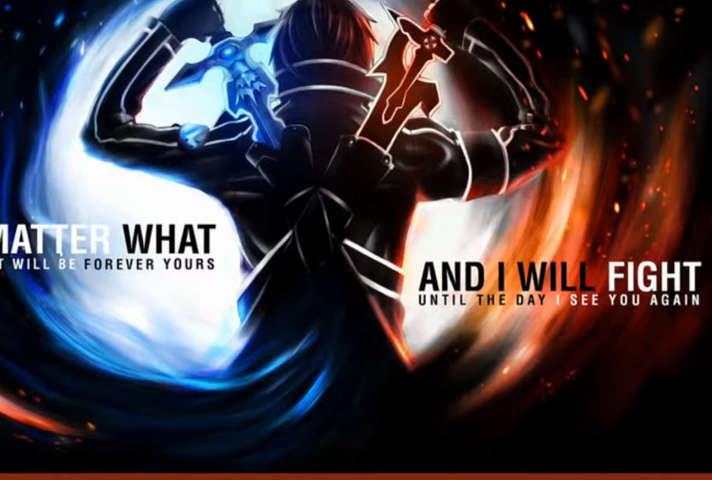 MATTER WHAT
T WILL BE FOREVER YOURS
AND I WILL FIGHT
UNTIL THE DAY I SEE YOU AGAIN